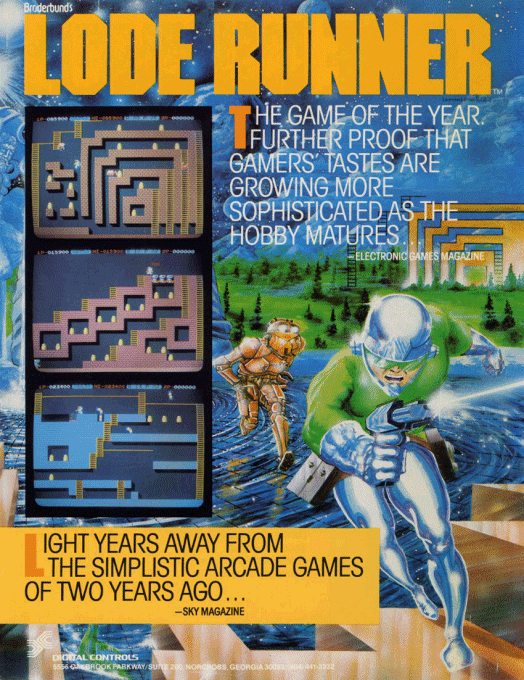 Brøderbund's
LODE RUNNER
THE GAME OF THE YEAR.
FURTHER PROOF THAT
GAMERS' TASTES ARE
GROWING MORE
SOPHISTICATED AS THE
HOBBY MATURES...
—ELECTRONIC GAMES MAGAZINE
LIGHT YEARS AWAY FROM
THE SIMPLISTIC ARCADE GAMES
OF TWO YEARS AGO...
—SKY MAGAZINE
DIGITAL CONTROLS